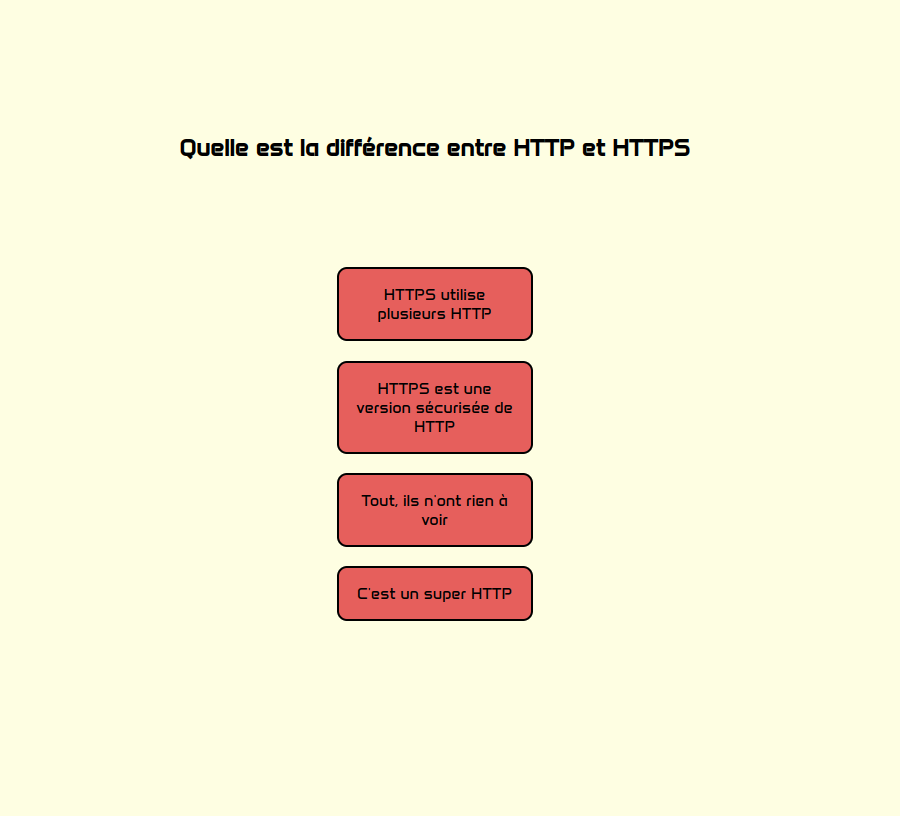 Quelle est la différence entre HTTP et HTTPS
HTTPS utilise
plusieurs HTTP
HTTPS est une
version sécurisée de
HTTP
Tout, ils n'ont rien à
voir
C'est un super HTTP